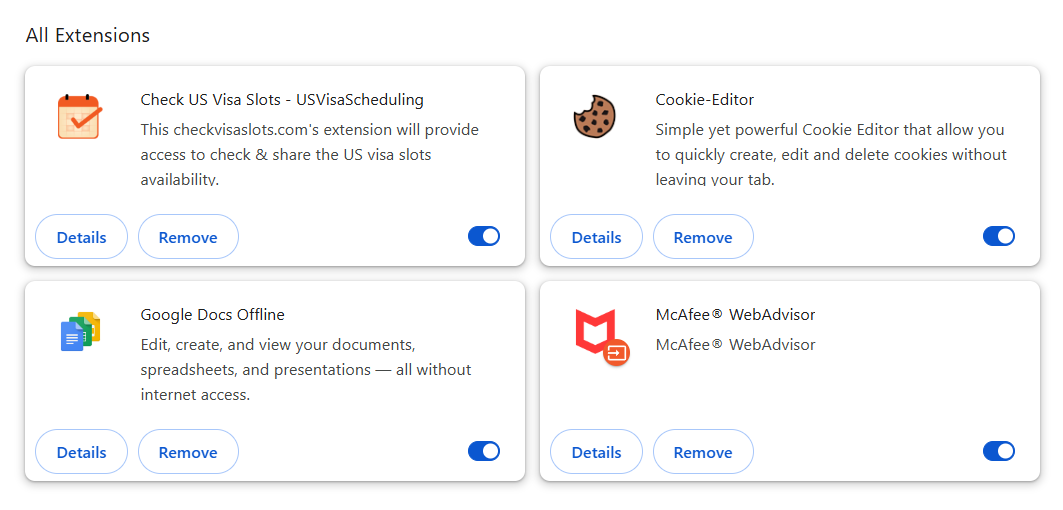 All Extensions
Check US Visa Slots - USVisaScheduling
This checkvisaslots.com's extension will provide
access to check & share the US visa slots
availability.
Details
Remove
Cookie-Editor
Simple yet powerful Cookie Editor that allow you
to quickly create, edit and delete cookies without
leaving your tab.
Details
Remove
Google Docs Offline
Edit, create, and view your documents,
spreadsheets, and presentations — all without
internet access.
Details
Remove
McAfee® WebAdvisor
McAfee® WebAdvisor
Details
Remove